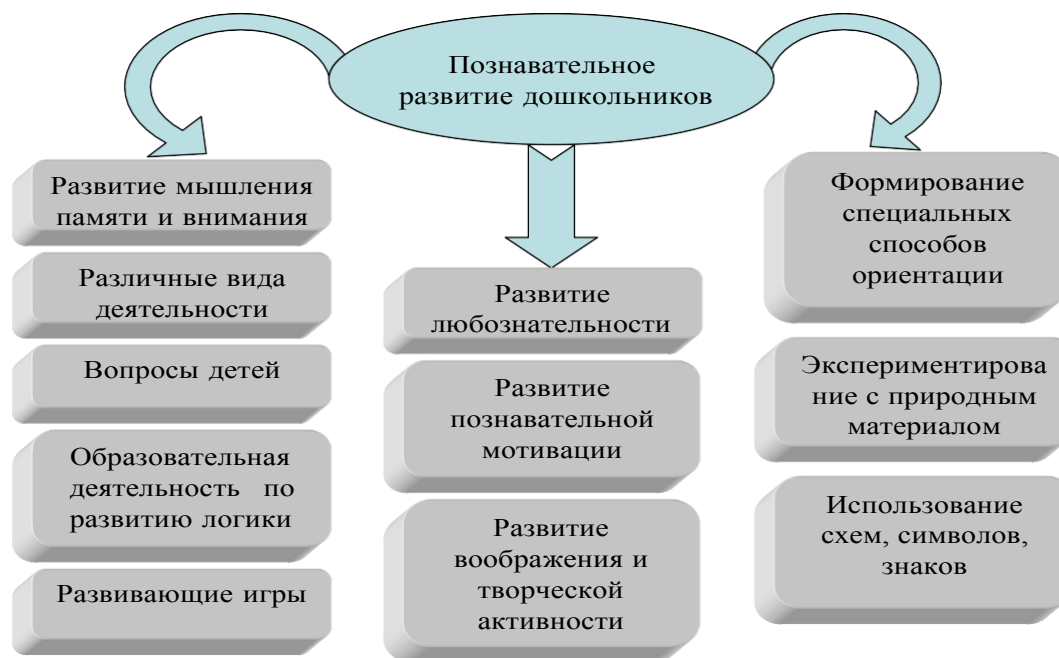 Познавательное
развитие дошкольников
Развитие мышления
памяти и внимания
Различные вида
деятельности
Вопросы детей
Образовательная
деятельность по
развитию логики
Развивающие игры
Развитие
любознательности
Развитие
познавательной
мотивации
Развитие
воображения и
творческой
активности
Формирование
специальных
способов
ориентации
Экспериментирова
ние с природным
материалом
Использование
схем, символов,
знаков